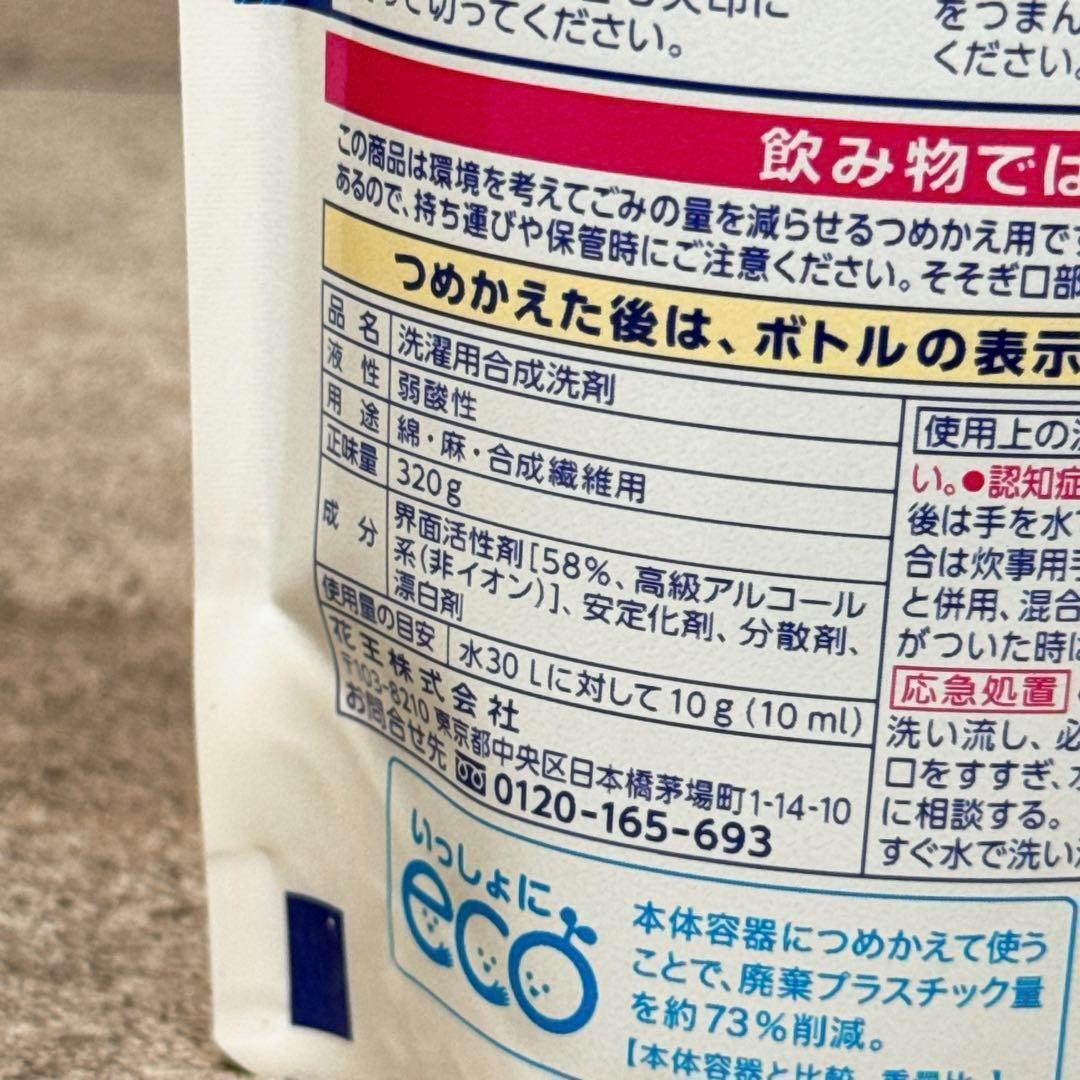 切ってください。
をつまん
ください。
飲み物では
この商品は環境を考えてごみの量を減らせるつめかえ用です
あるので、持ち運びや保管時にご注意ください。そそぎ口部
つめかえた後は、ボトルの表示
品名 洗濯用合成洗剤
液性 弱酸性
用途 綿・麻・合成繊維用
正味量 320g
成分 界面活性剤[58%、高級アルコール
系(非イオン)]、安定化剤、分散剤、
漂白剤
使用量の目安 水30Lに対して10g(10ml)
花王株式会社
〒103-8210 東京都中央区日本橋茅場町1-14-10
お問合せ先 0120-165-693
使用上の注
い。●認知症
後は手を水で
合は炊事用手
と併用、混合
がついた時は
応急処置
洗い流し、必
口をすすぎ、水
に相談する。
すぐ水で洗い流
いっしょに
eco
本体容器につめかえて使う
ことで、廃棄プラスチック量
を約73%削減。
【本体容器と比較、重量比】